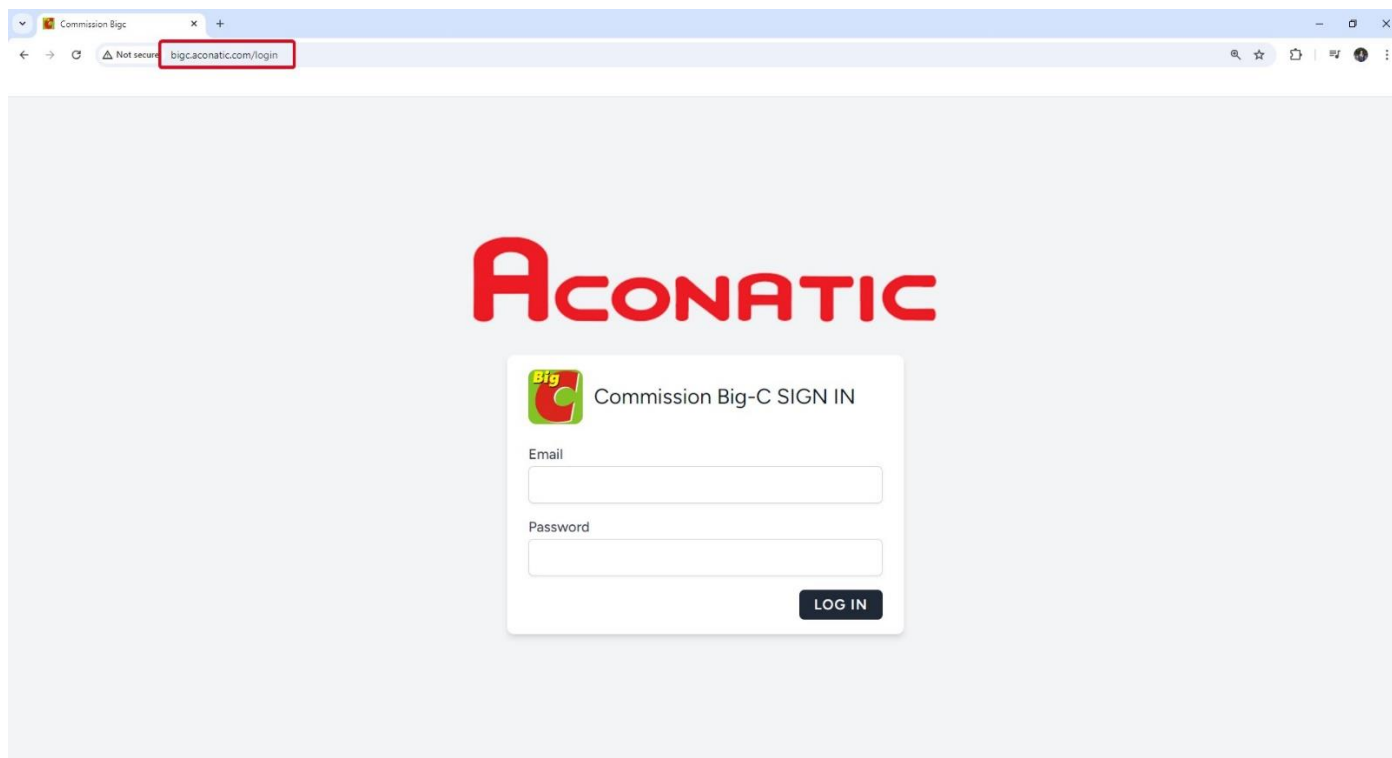 Commission Bigc
Not secure bigc.aconatic.com/login
ACONATIC
Big C
Commission Big-C SIGN IN
Email
Password
LOG IN